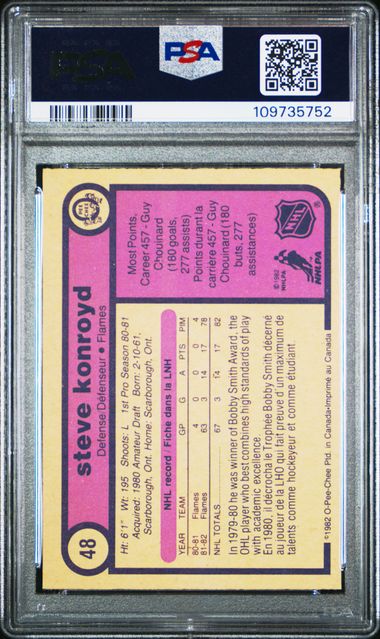 PSA
109735752
48
steve konroyd
Defense Défenseur • Flames
O PEE CHEE
Ht: 6'1" Wt: 195 Shoots: L 1st Pro Season 80-81
Acquired: 1980 Amateur Draft Born: 2-10-61,
Scarborough, Ont. Home: Scarborough, Ont.
NHL record Fiche dans la LNH
YEAR TEAM GP G A PTS PIM
80-81 Flames 4 0 0 0 4
81-82 Flames 63 3 14 17 78
NHL TOTALS 67 3 14 17 82
In 1979-80 he was winner of Bobby Smith Award, the
OHL player who best combines high standards of play
with academic excellence.
En 1980, il décrocha le Trophée Bobby Smith décerné
au joueur de la LHO qui fait preuve d'un maximum de
talents comme hockeyeur et comme étudiant.
Most Points,
Career 457 - Guy
Chouinard
(180 goals,
277 assists)
Points durant la
carrière 457 - Guy
Chouinard (180
buts, 277
assistances)
© 1982
NHLPA
NHLPA
NHL
®
©1982 O-Pee-Chee Ptd. in Canada-Imprimé au Canada